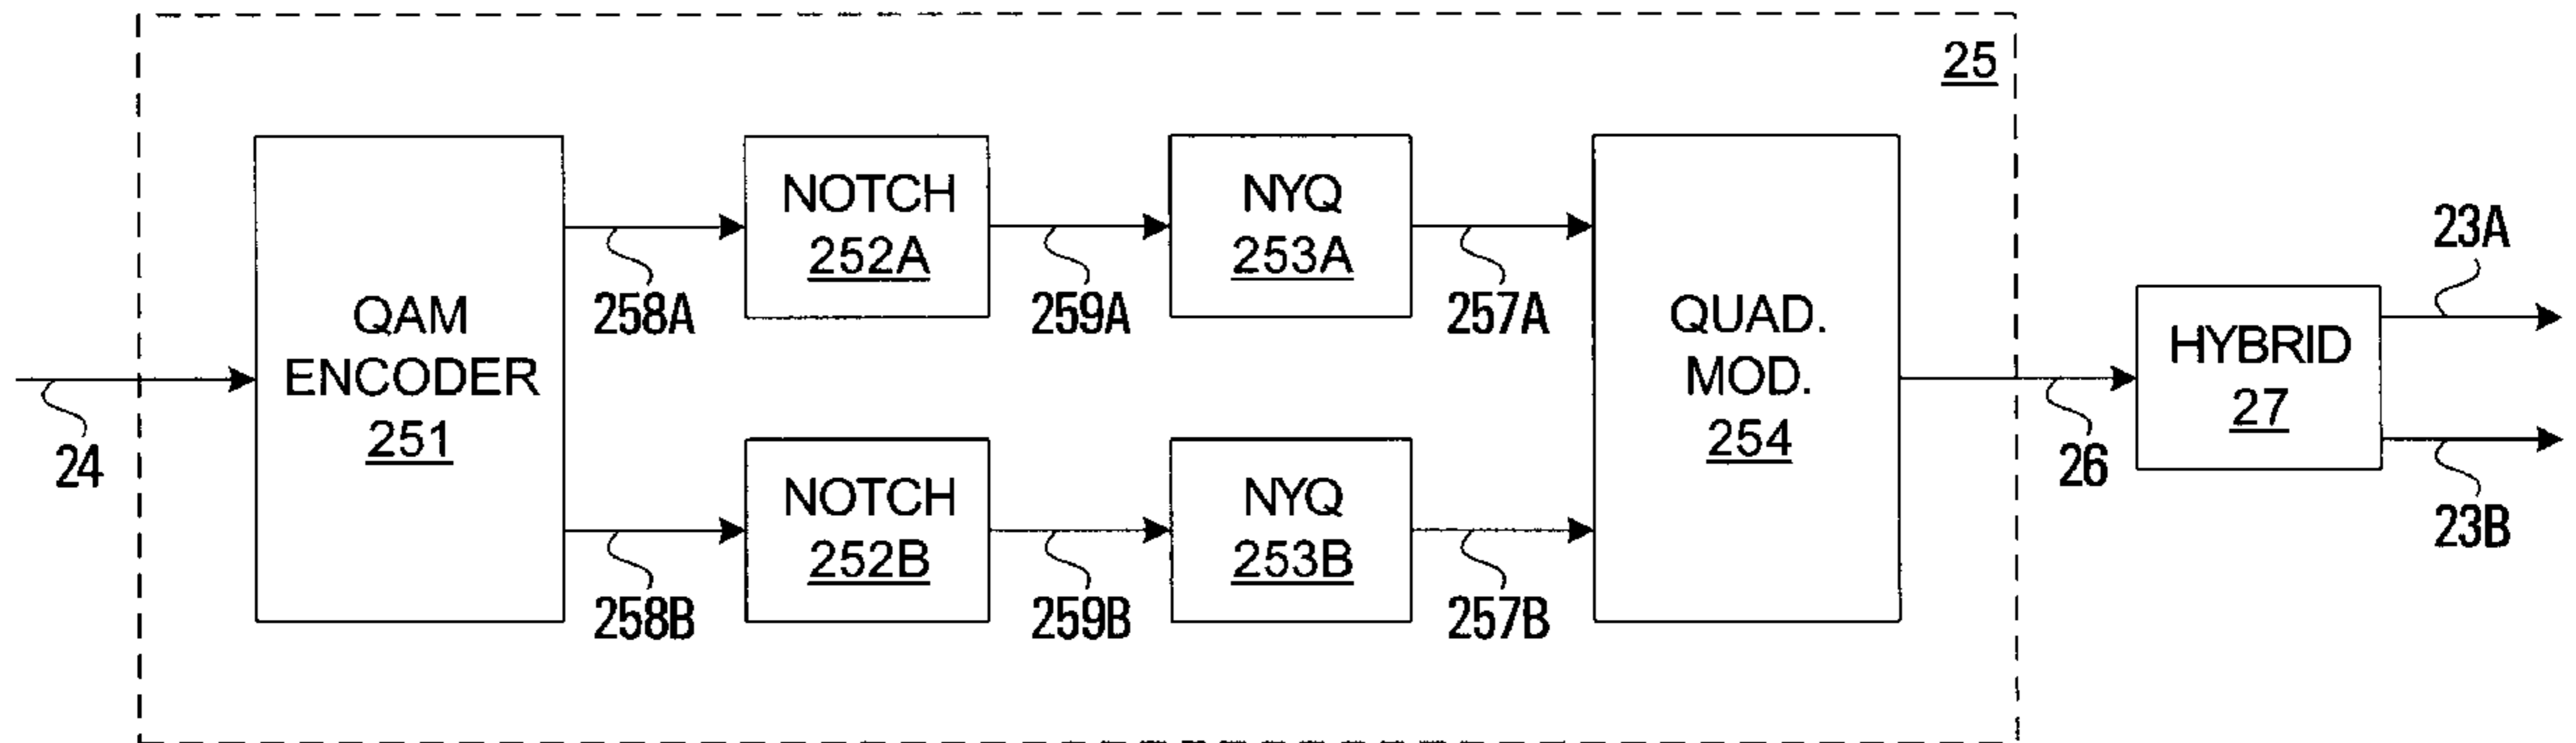 25
24
QAM
ENCODER
251
258A
258B
NOTCH
252A
NOTCH
252B
259A
259B
NYQ
253A
NYQ
253B
257A
257B
QUAD.
MOD.
254
26
HYBRID
27
23A
23B